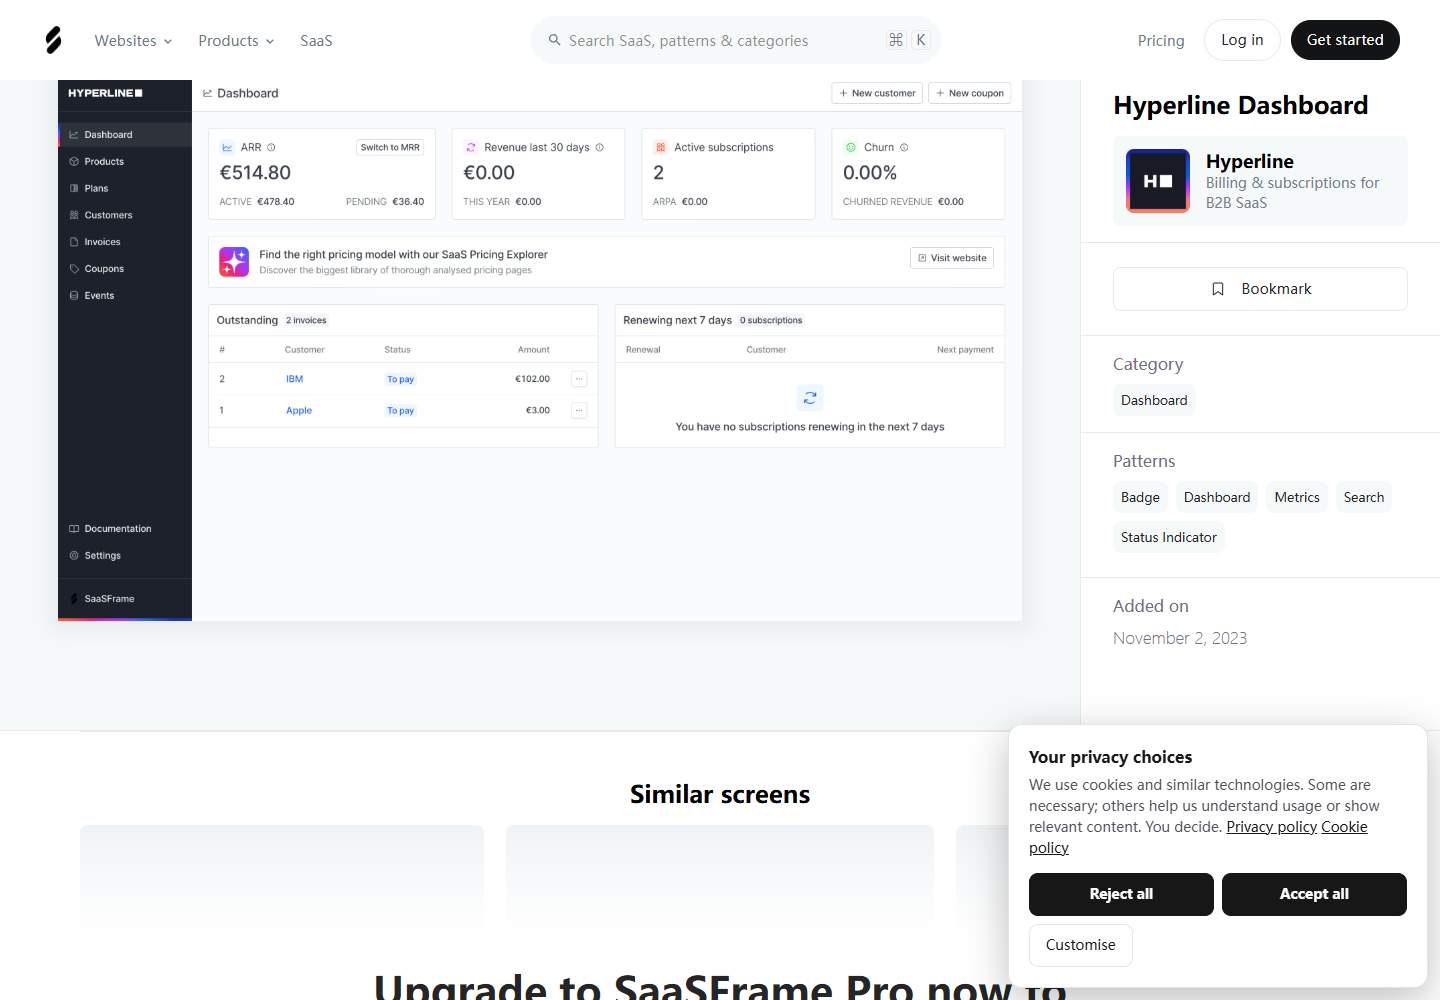 Websites
Products
SaaS
Search SaaS, patterns & categories
⌘ K
Pricing
Log in
Get started
HYPERLINE
Dashboard
Products
Plans
Customers
Invoices
Coupons
Events
Documentation
Settings
SaaSFrame
Dashboard
+ New customer
+ New coupon
ARR
Switch to MRR
€514.80
ACTIVE €478.40 PENDING €36.40
Revenue last 30 days
€0.00
THIS YEAR €0.00
Active subscriptions
2
ARPA €0.00
Churn
0.00%
CHURNED REVENUE €0.00
Find the right pricing model with our SaaS Pricing Explorer
Discover the biggest library of thorough analysed pricing pages
Visit website
Outstanding 2 invoices
# Customer Status Amount
2 IBM To pay €102.00
1 Apple To pay €3.00
Renewing next 7 days 0 subscriptions
Renewal Customer Next payment
You have no subscriptions renewing in the next 7 days
Hyperline Dashboard
H
Hyperline
Billing & subscriptions for
B2B SaaS
Bookmark
Category
Dashboard
Patterns
Badge Dashboard Metrics Search
Status Indicator
Added on
November 2, 2023
Similar screens
Upgrade to SaaSFrame Pro now to
Your privacy choices
We use cookies and similar technologies. Some are
necessary; others help us understand usage or show
relevant content. You decide. Privacy policy Cookie
policy
Reject all
Accept all
Customise